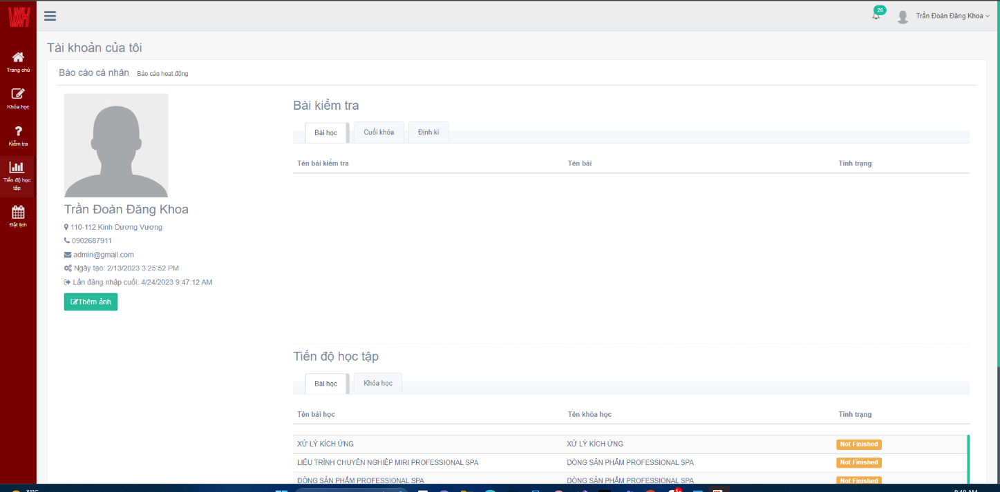 VXH
28
Trần Đoàn Đăng Khoa
Trang chủ
Khóa học
Kiểm tra
Tiến độ học
tập
Đặt lịch
Tài khoản của tôi
Báo cáo cá nhân Báo cáo hoạt động
Trần Đoàn Đăng Khoa
110-112 Kinh Dương Vương
0902687911
admin@gmail.com
Ngày tạo: 2/13/2023 3:25:52 PM
Lần đăng nhập cuối: 4/24/2023 9:47:12 AM
Thêm ảnh
Bài kiểm tra
Bài học Cuối khóa Định kì
Tên bài kiểm tra Tên bài Tình trạng
Tiến độ học tập
Bài học Khóa học
Tên bài học Tên khóa học Tình trạng
XỬ LÝ KÍCH ỨNG XỬ LÝ KÍCH ỨNG Not Finished
LIỆU TRÌNH CHUYÊN NGHIỆP MIRI PROFESSIONAL SPA DÒNG SẢN PHẨM PROFESSIONAL SPA Not Finished
DÒNG SẢN PHẨM PROFESSIONAL SPA DÒNG SẢN PHẨM PROFESSIONAL SPA Not Finished
31°C 9:49 AM